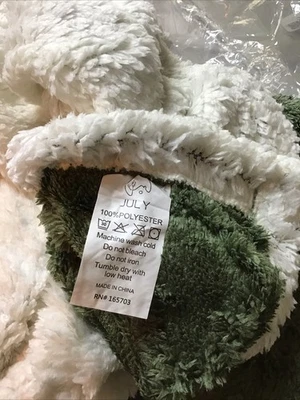 JULY
100%POLYESTER
Machine wash cold
Do not bleach
Do not iron
Tumble dry with
low heat
MADE IN CHINA
RN# 165703